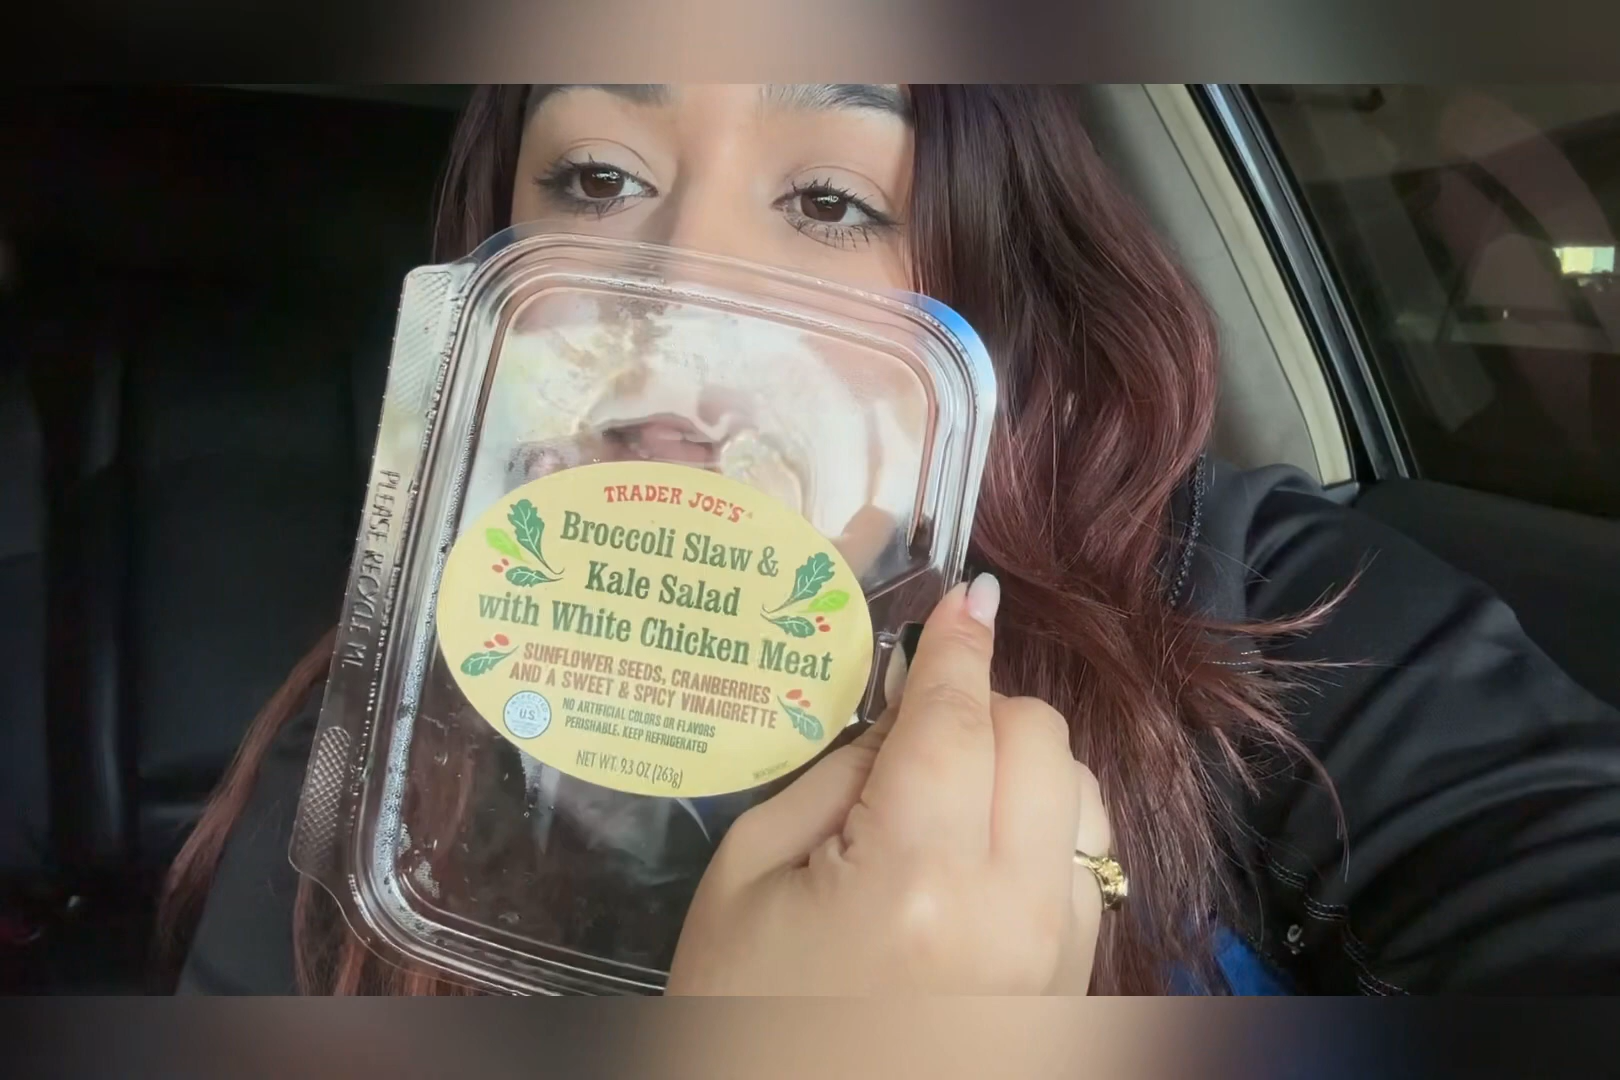 TRADER JOE'S
Broccoli Slaw &
Kale Salad
with White Chicken Meat
SUNFLOWER SEEDS, CRANBERRIES
AND A SWEET & SPICY VINAIGRETTE
U.S.
NO ARTIFICIAL COLORS OR FLAVORS
PERISHABLE. KEEP REFRIGERATED
NET WT. 9.3 OZ (263g)
PLEASE RECYCLE ME